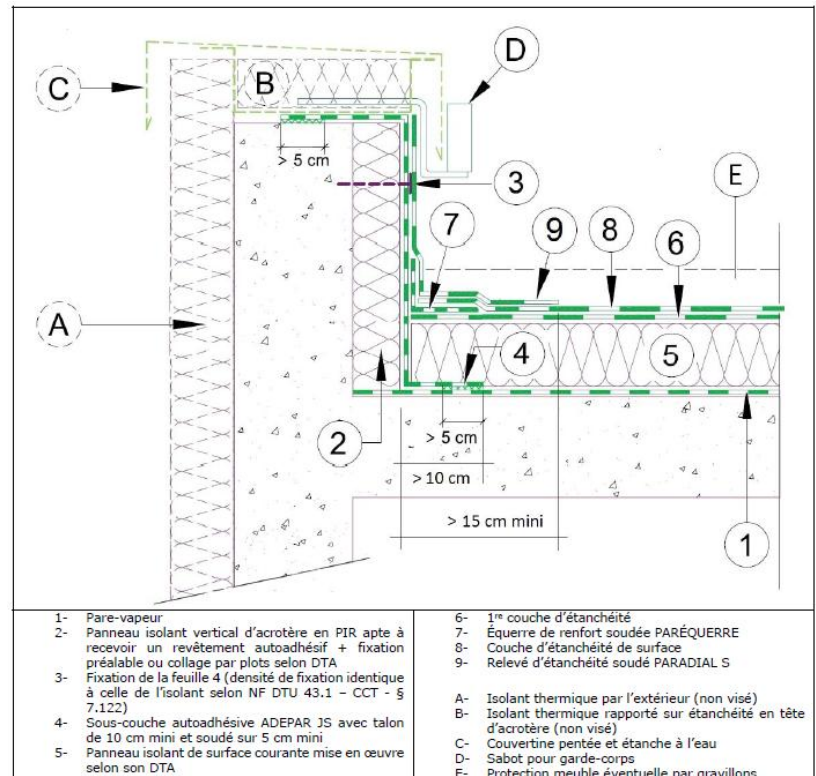 D
C
B
> 5 cm
3
E
7
9
8
6
A
4
5
2
> 5 cm
> 10 cm
> 15 cm mini
1
1- Pare-vapeur
2- Panneau isolant vertical d'acrotère en PIR apte à
recevoir un revêtement autoadhésif + fixation
préalable ou collage par plots selon DTA
3- Fixation de la feuille 4 (densité de fixation identique
à celle de l'isolant selon NF DTU 43.1 – CCT - §
7.122)
4- Sous-couche autoadhésive ADEPAR JS avec talon
de 10 cm mini et soudé sur 5 cm mini
5- Panneau isolant de surface courante mise en œuvre
selon son DTA
6- 1re couche d'étanchéité
7- Équerre de renfort soudée PARÉQUERRE
8- Couche d'étanchéité de surface
9- Relevé d'étanchéité soudé PARADIAL S
A- Isolant thermique par l'extérieur (non visé)
B- Isolant thermique rapporté sur étanchéité en tête
d'acrotère (non visé)
C- Couvertine pentée et étanche à l'eau
D- Sabot pour garde-corps
E- Protection meuble éventuelle par gravillons